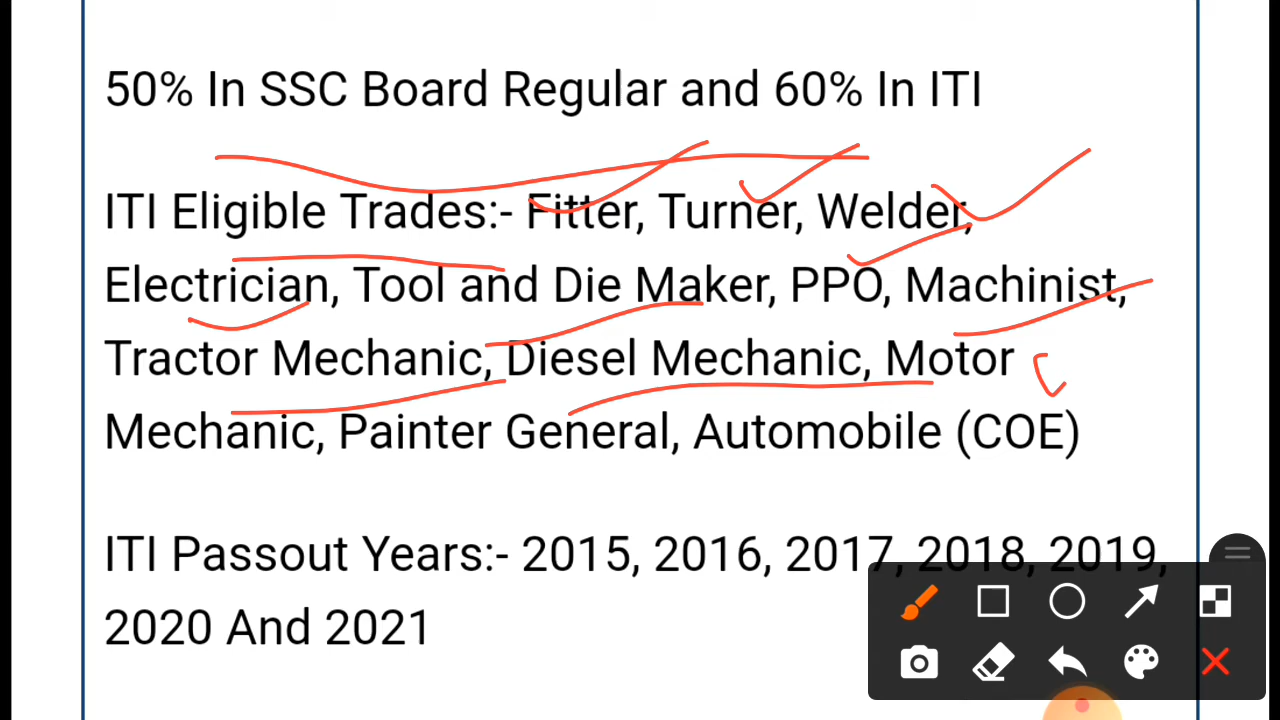 50% In SSC Board Regular and 60% In ITI
ITI Eligible Trades:- Fitter, Turner, Welder,
Electrician, Tool and Die Maker, PPO, Machinist,
Tractor Mechanic, Diesel Mechanic, Motor
Mechanic, Painter General, Automobile (COE)
ITI Passout Years:- 2015, 2016, 2017, 2018, 2019,
2020 And 2021